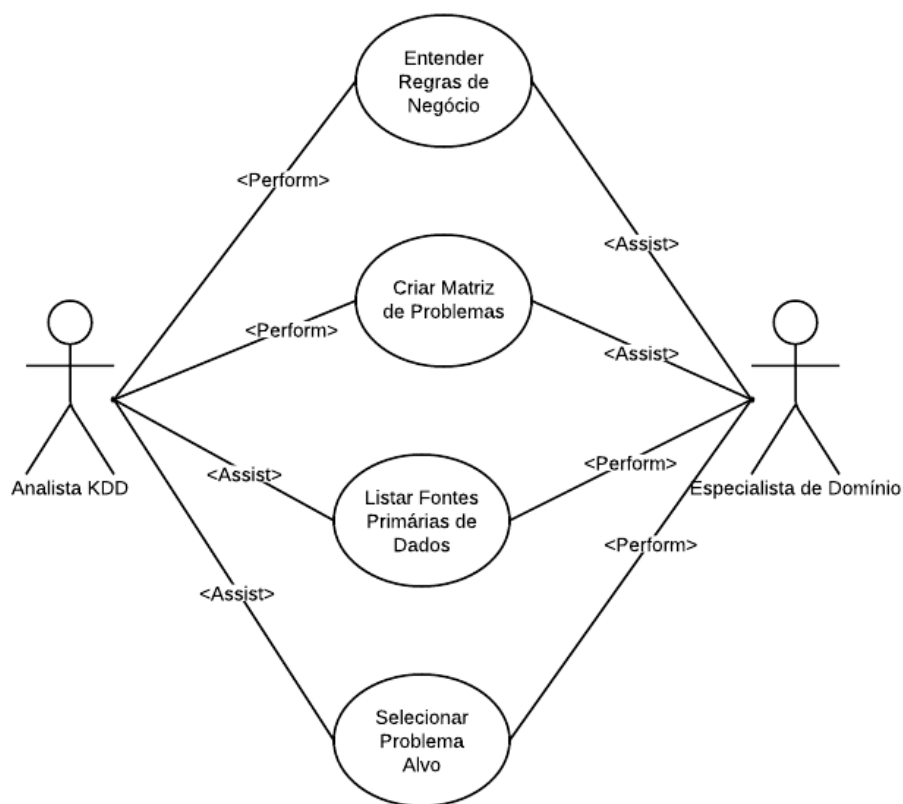 Entender
Regras de
Negócio
<Perform>
<Assist>
Criar Matriz
de Problemas
<Perform>
<Assist>
<Assist>
<Perform>
Analista KDD
Especialista de Domínio
Listar Fontes
Primárias de
Dados
<Perform>
<Assist>
Selecionar
Problema
Alvo